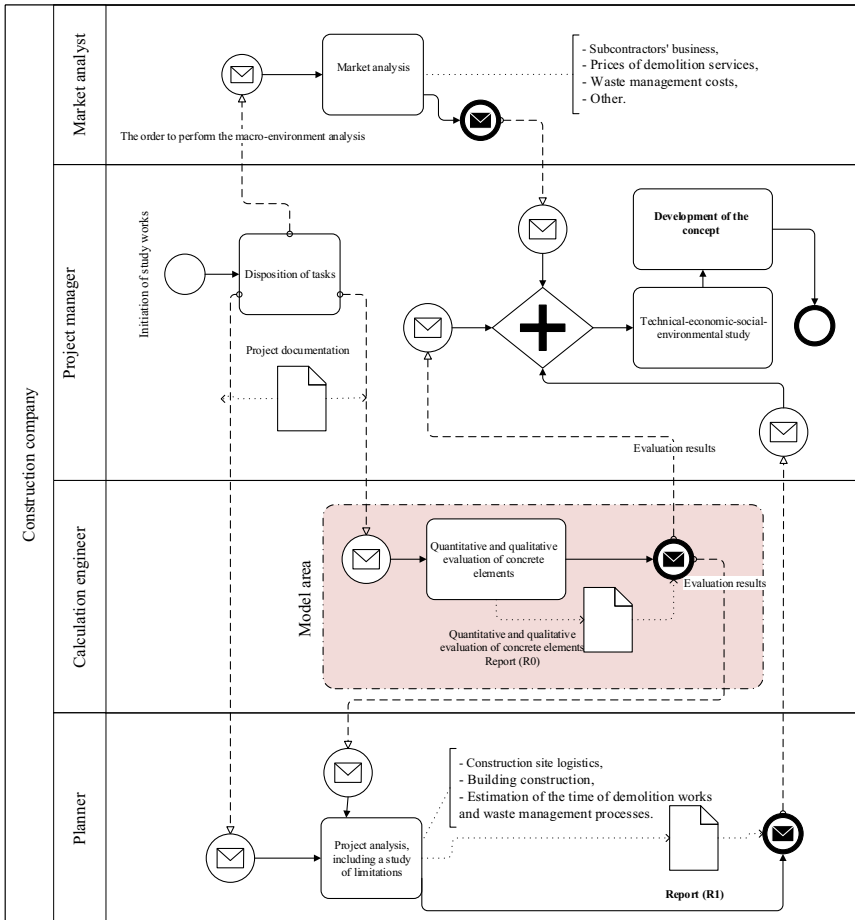 Construction company
Market analyst
Market analysis
- Subcontractors' business,
- Prices of demolition services,
- Waste management costs,
- Other.
The order to perform the macro-environment analysis
Project manager
Initiation of study works
Disposition of tasks
Project documentation
Development of the
concept
Technical-economic-social-
environmental study
Evaluation results
Calculation engineer
Model area
Quantitative and qualitative
evaluation of concrete
elements
Evaluation results
Quantitative and qualitative
evaluation of concrete elements
Report (R0)
Planner
- Construction site logistics,
- Building construction,
- Estimation of the time of demolition works
and waste management processes.
Project analysis,
including a study
of limitations
Report (R1)